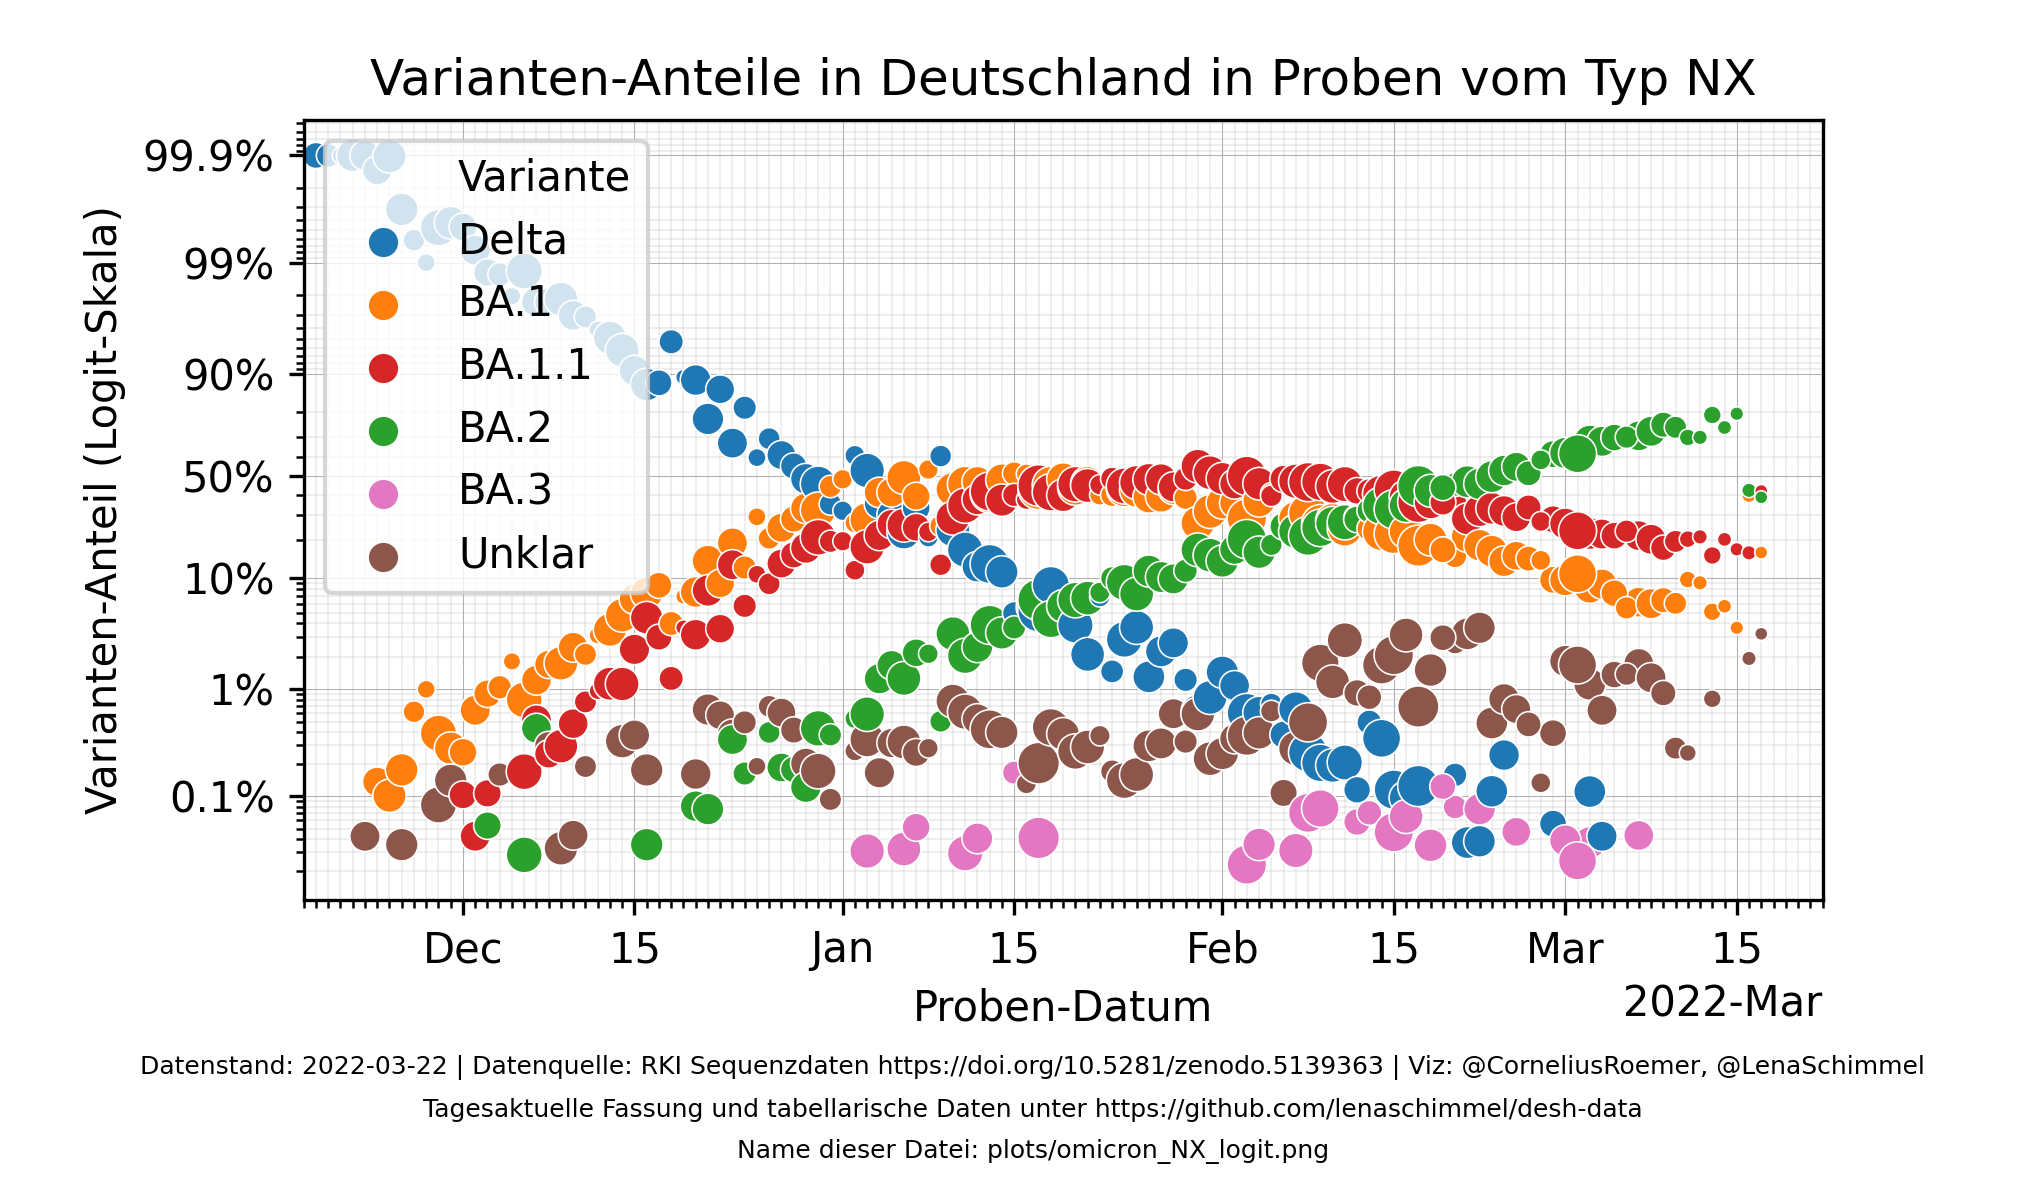 Varianten-Anteile in Deutschland in Proben vom Typ NX
Varianten-Anteil (Logit-Skala)
99.9%
99%
90%
50%
10%
1%
0.1%
Variante
Delta
BA.1
BA.1.1
BA.2
BA.3
Unklar
Dec 15 Jan 15 Feb 15 Mar 15
Proben-Datum
2022-Mar
Datenstand: 2022-03-22 | Datenquelle: RKI Sequenzdaten https://doi.org/10.5281/zenodo.5139363 | Viz: @CorneliusRoemer, @LenaSchimmel
Tagesaktuelle Fassung und tabellarische Daten unter https://github.com/lenaschimmel/desh-data
Name dieser Datei: plots/omicron_NX_logit.png